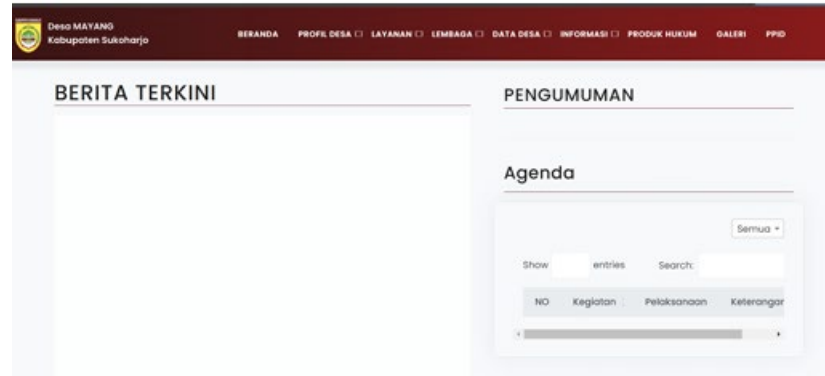 Desa MAYANG
Kabupaten Sukoharjo
BERANDA PROFIL DESA LAYANAN LEMBAGA DATA DESA INFORMASI PRODUK HUKUM GALERI PPID
BERITA TERKINI
PENGUMUMAN
Agenda
Semua
Show entries Search:
NO Kegiatan Pelaksanaan Keterangan